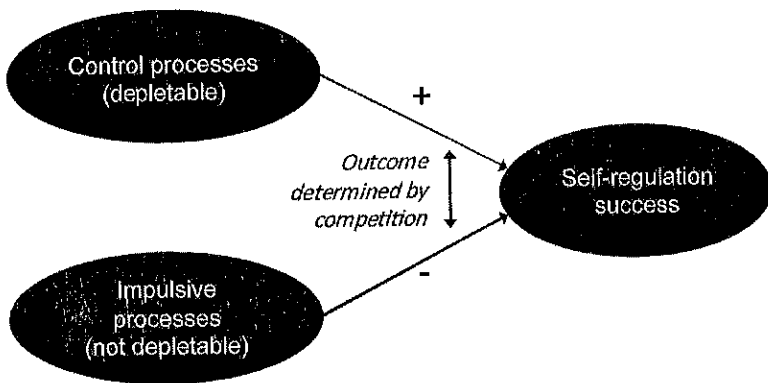 Control processes
(depletable)
+
Outcome
determined by
competition
Self-regulation
success
-
Impulsive
processes
(not depletable)